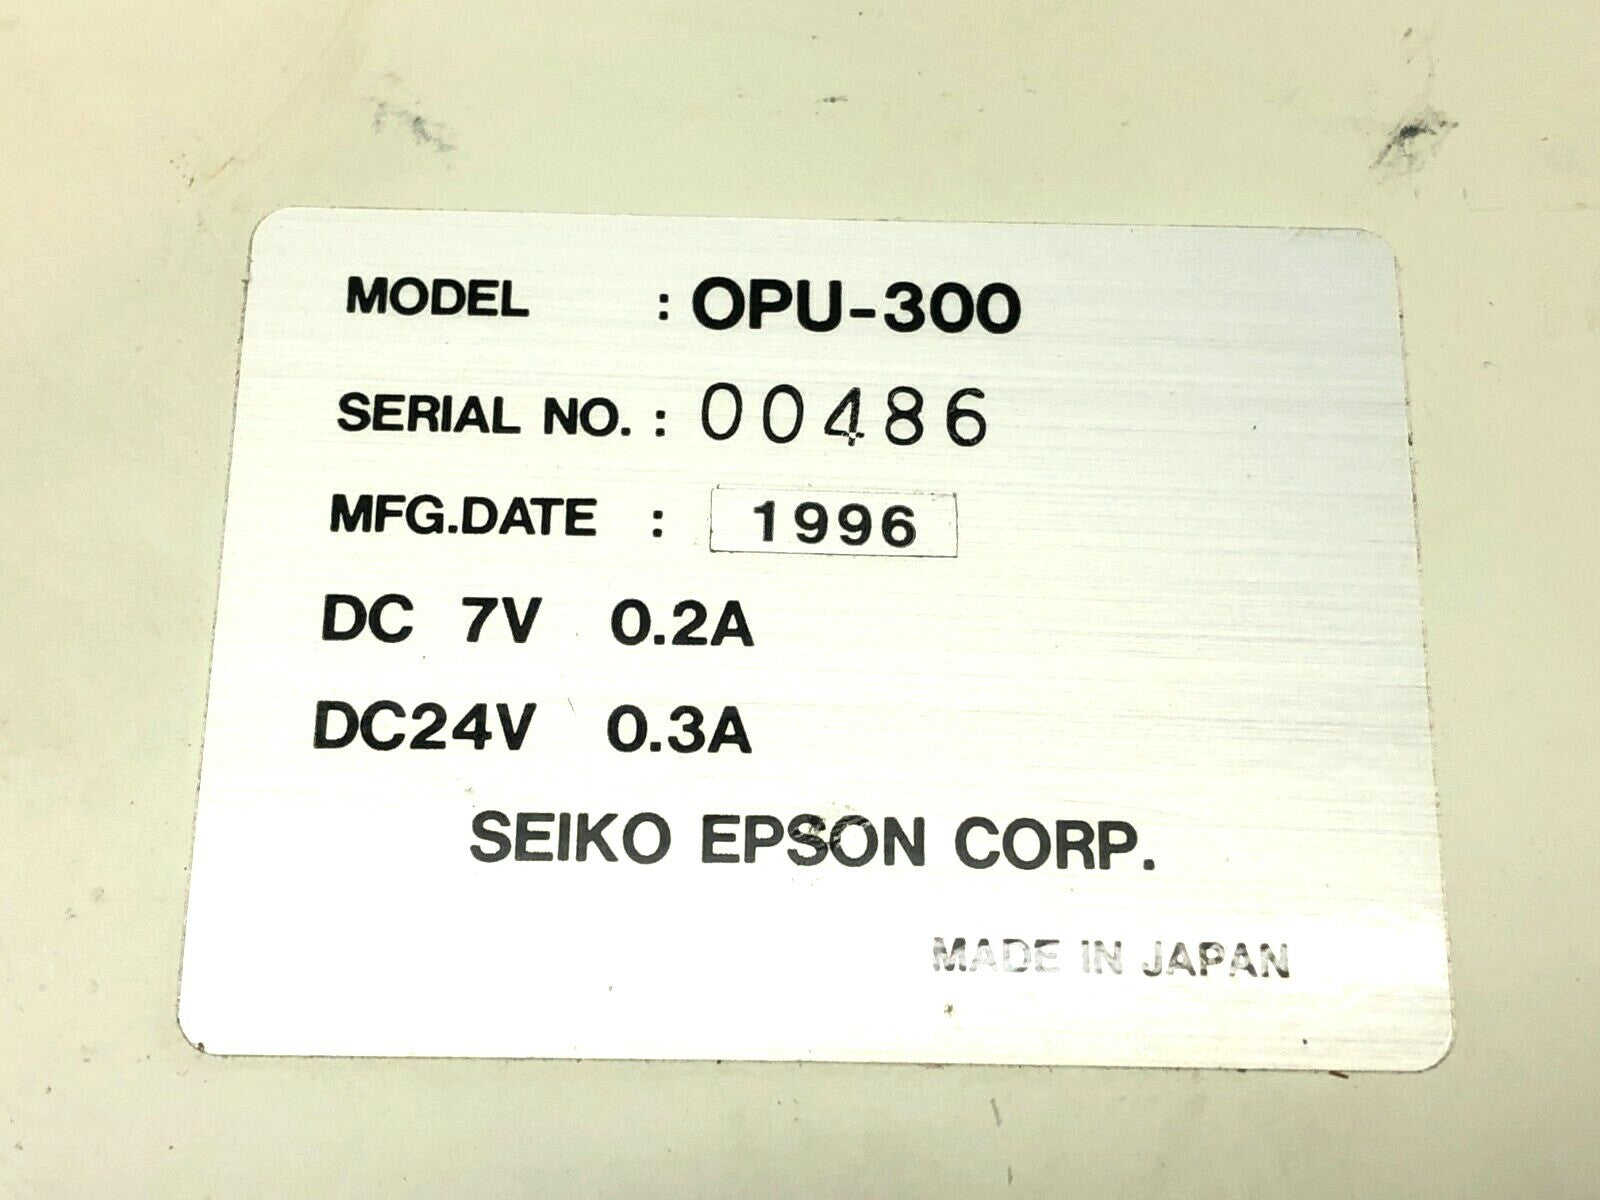 MODEL : OPU-300
SERIAL NO. : 00486
MFG.DATE : 1996
DC 7V 0.2A
DC24V 0.3A
SEIKO EPSON CORP.
MADE IN JAPAN